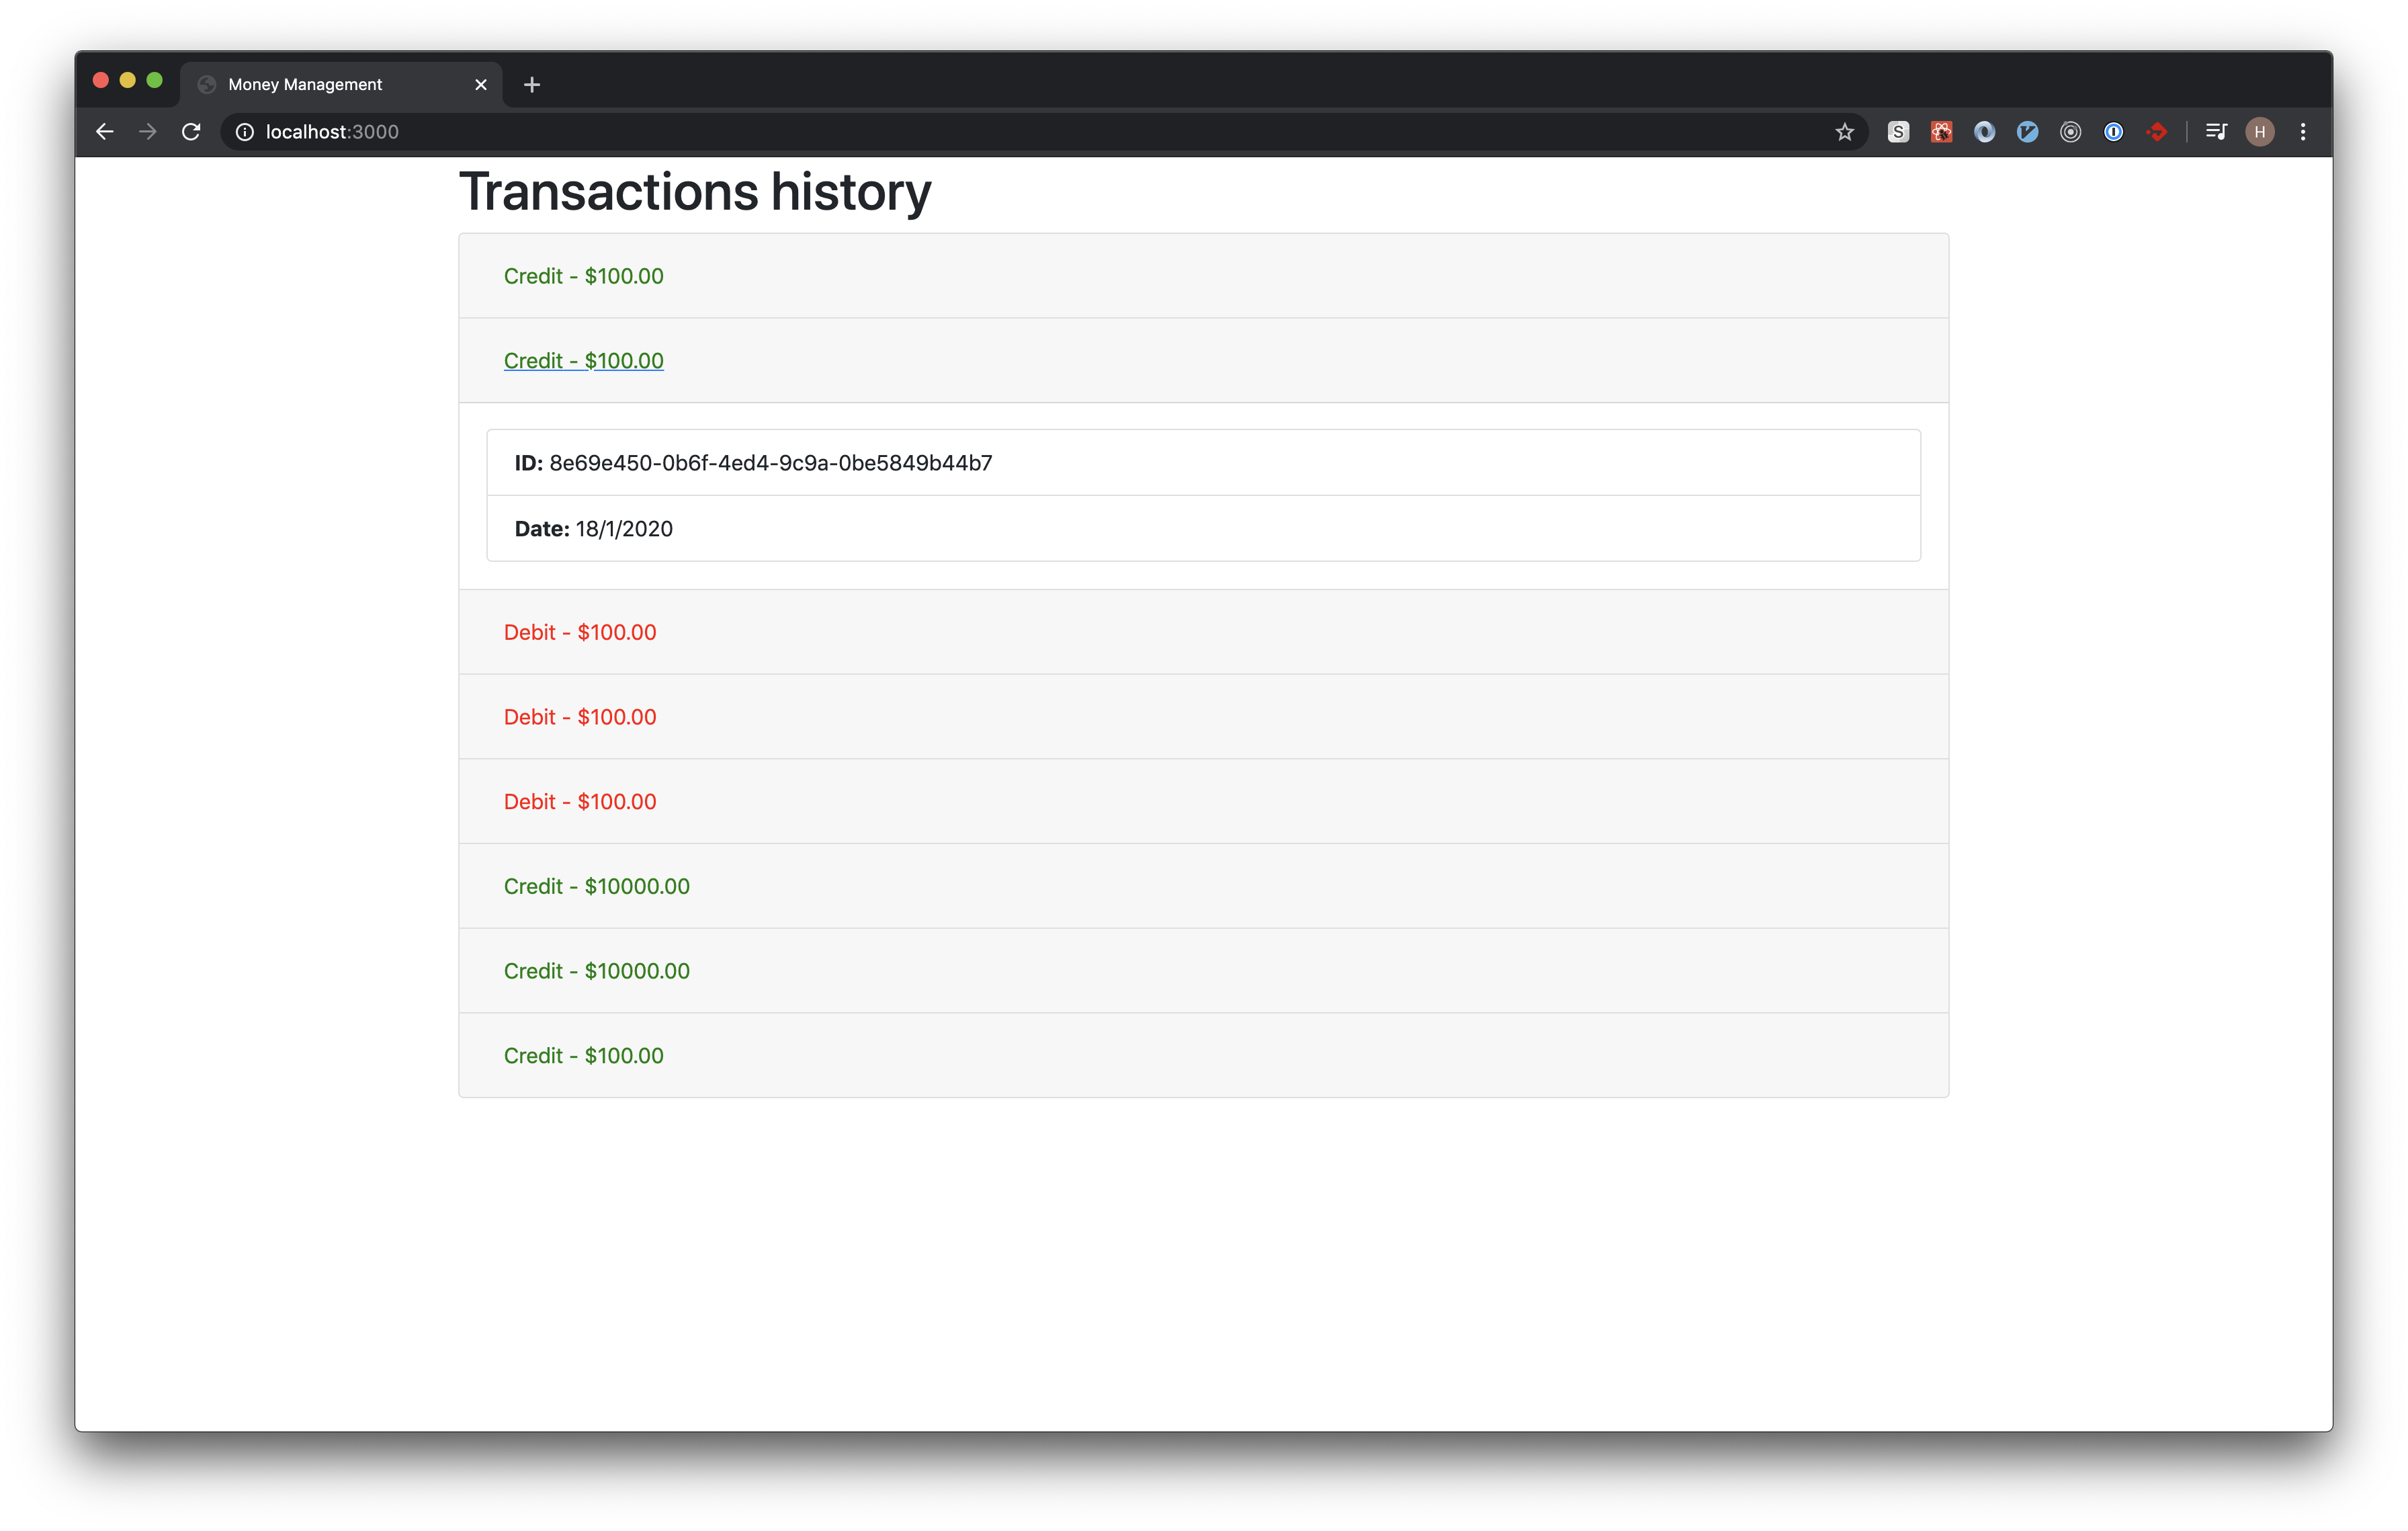 Money Management
localhost:3000
S
H
Transactions history
Credit - $100.00
Credit - $100.00
ID: 8e69e450-0b6f-4ed4-9c9a-0be5849b44b7
Date: 18/1/2020
Debit - $100.00
Debit - $100.00
Debit - $100.00
Credit - $10000.00
Credit - $10000.00
Credit - $100.00